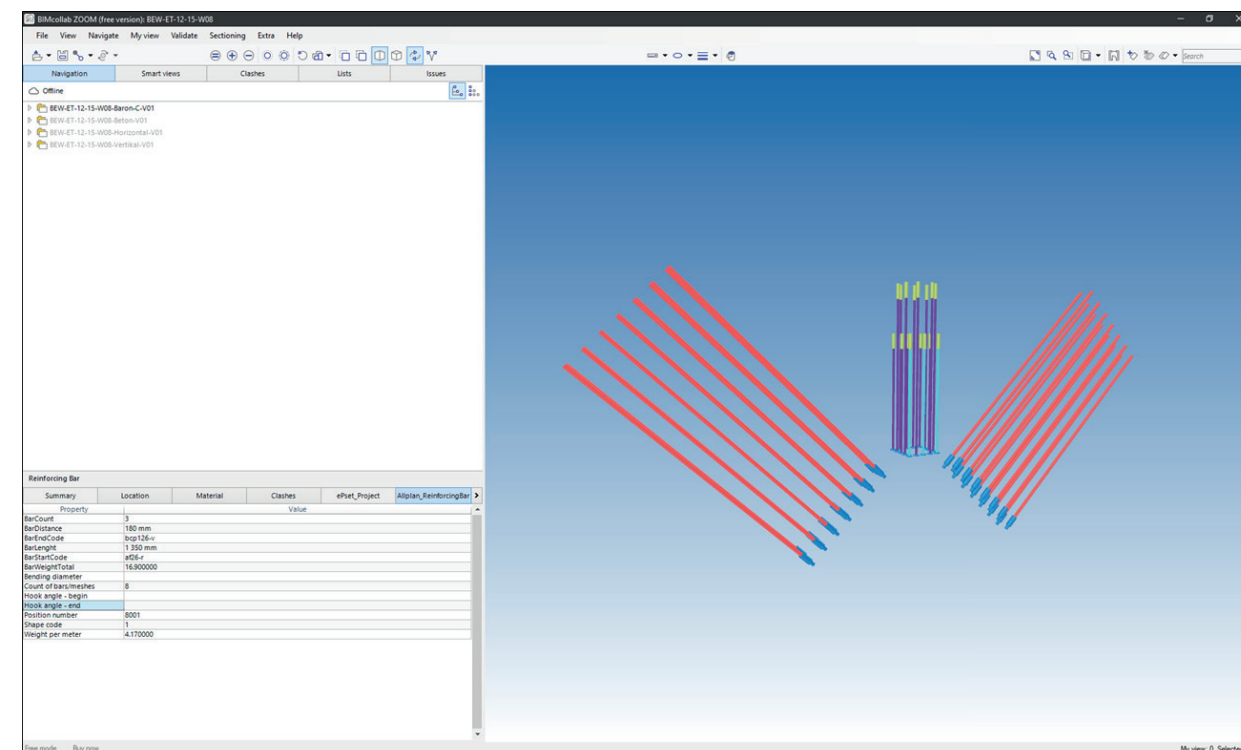 BIMcollab ZOOM (free version): BEW-ET-12-15-W08
File View Navigate My view Validate Sectioning Extra Help
Search
Navigation Smart views Clashes Lists Issues
Offline
BEW-ET-12-15-W08-Baron-C-V01
BEW-ET-12-15-W08-Beton-V01
BEW-ET-12-15-W08-Horizontal-V01
BEW-ET-12-15-W08-Vertikal-V01
Reinforcing Bar
Summary Location Material Clashes ePset_Project Allplan_ReinforcingBar
Property Value
BarCount 3
BarDistance 180 mm
BarEndCode bcp126-v
BarLenght 1 350 mm
BarStartCode af26-r
BarWeightTotal 16.900000
Bending diameter
Count of bars/meshes 8
Hook angle - begin
Hook angle - end
Position number 8001
Shape code 1
Weight per meter 4.170000
Free mode Buy now My view: 0, Selected